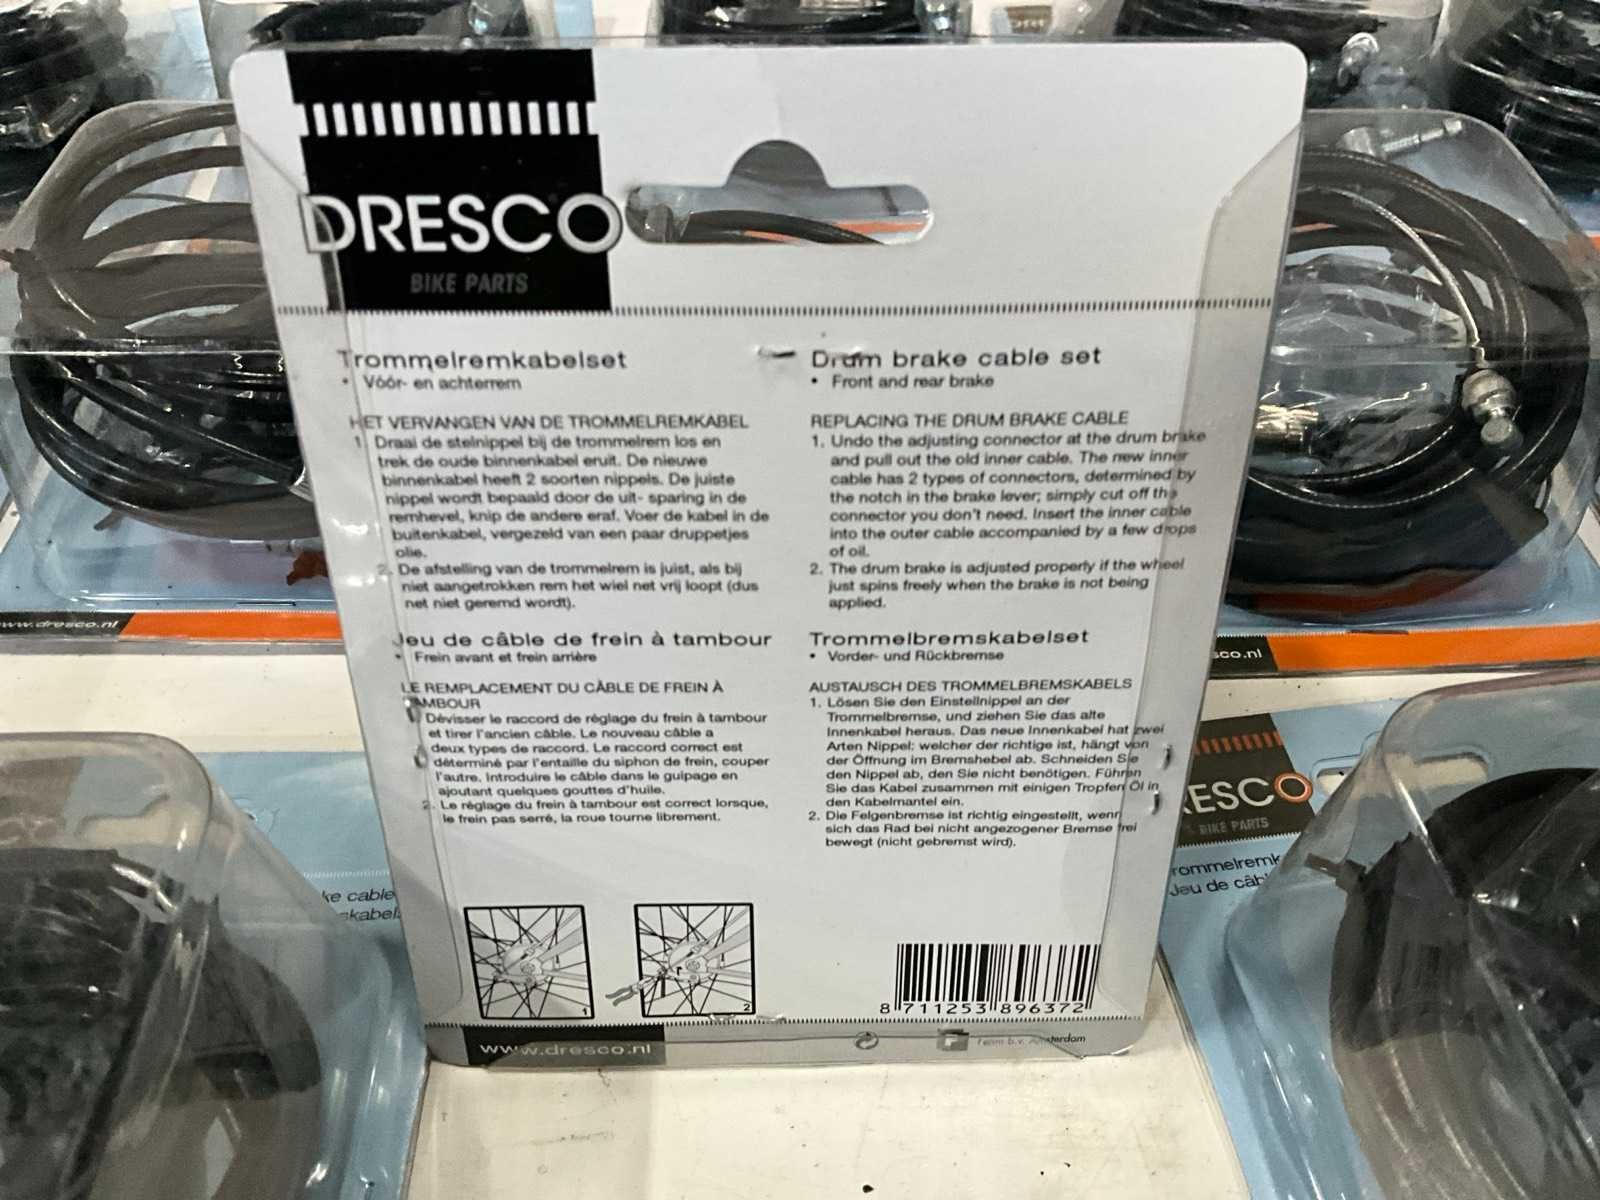 DRESCO
BIKE PARTS
Trommelremkabelset
• Vóór- en achterrem
HET VERVANGEN VAN DE TROMMELREMKABEL
1. Draai de stelnippel bij de trommelrem los en
trek de oude binnenkabel eruit. De nieuwe
binnenkabel heeft 2 soorten nippels. De juiste
nippel wordt bepaald door de uit- sparing in de
remhevel, knip de andere eraf. Voer de kabel in de
buitenkabel, vergezeld van een paar druppetjes
olie.
2. De afstelling van de trommelrem is juist, als bij
niet aangetrokken rem het wiel net vrij loopt (dus
net niet geremd wordt).
Drum brake cable set
• Front and rear brake
REPLACING THE DRUM BRAKE CABLE
1. Undo the adjusting connector at the drum brake
and pull out the old inner cable. The new inner
cable has 2 types of connectors, determined by
the notch in the brake lever; simply cut off the
connector you don't need. Insert the inner cable
into the outer cable accompanied by a few drops
of oil.
2. The drum brake is adjusted properly if the wheel
just spins freely when the brake is not being
applied.
Jeu de câble de frein à tambour
• Frein avant et frein arrière
LE REMPLACEMENT DU CÂBLE DE FREIN À
TAMBOUR
1. Dévisser le raccord de réglage du frein à tambour
et tirer l'ancien câble. Le nouveau câble a
deux types de raccord. Le raccord correct est
déterminé par l'entaille du siphon de frein, couper
l'autre. Introduire le câble dans le guipage en
ajoutant quelques gouttes d'huile.
2. Le réglage du frein à tambour est correct lorsque,
le frein pas serré, la roue tourne librement.
Trommelbremskabelset
• Vorder- und Rückbremse
AUSTAUSCH DES TROMMELBREMSKABELS
1. Lösen Sie den Einstellnippel an der
Trommelbremse, und ziehen Sie das alte
Innenkabel heraus. Das neue Innenkabel hat zwei
Arten Nippel: welcher der richtige ist, hängt von
der Öffnung im Bremshebel ab. Schneiden Sie
den Nippel ab, den Sie nicht benötigen. Führen
Sie das Kabel zusammen mit einigen Tropfen Öl in
den Kabelmantel ein.
2. Die Felgenbremse ist richtig eingestellt, wenn
sich das Rad bei nicht angezogener Bremse frei
bewegt (nicht gebremst wird).
1
2
8 711253 896372
www.dresco.nl
b.v. Amsterdam
www.dresco.nl
sco.nl
RESCO
BIKE PARTS
rommelremk
Jeu de câb
ke cable
skabel